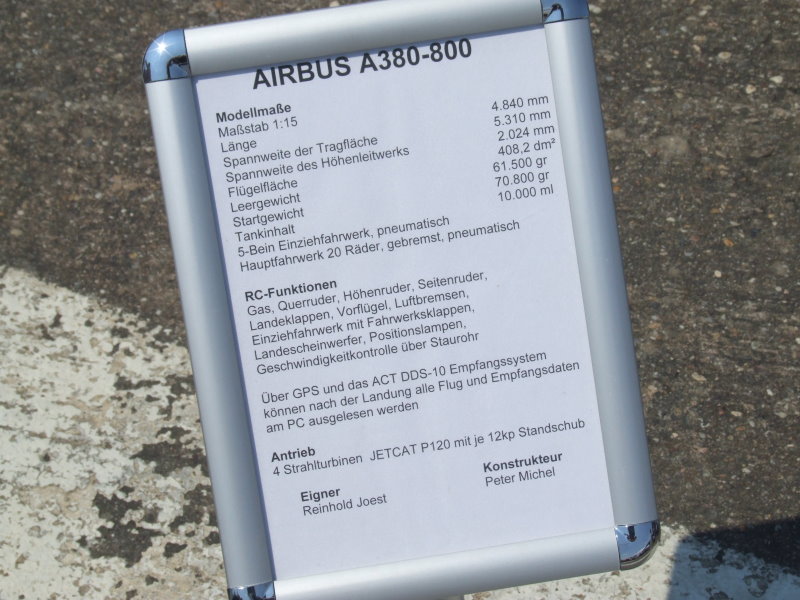 AIRBUS A380-800
Modellmaße
Maßstab 1:15
Länge 4.840 mm
Spannweite der Tragfläche 5.310 mm
Spannweite des Höhenleitwerks 2.024 mm
Flügelfläche 408,2 dm²
Leergewicht 61.500 gr
Startgewicht 70.800 gr
Tankinhalt 10.000 ml
5-Bein Einziehfahrwerk, pneumatisch
Hauptfahrwerk 20 Räder, gebremst, pneumatisch
RC-Funktionen
Gas, Querruder, Höhenruder, Seitenruder,
Landeklappen, Vorflügel, Luftbremsen,
Einziehfahrwerk mit Fahrwerksklappen,
Landescheinwerfer, Positionslampen,
Geschwindigkeitkontrolle über Staurohr
Über GPS und das ACT DDS-10 Empfangssystem
können nach der Landung alle Flug und Empfangsdaten
am PC ausgelesen werden
Antrieb
4 Strahlturbinen JETCAT P120 mit je 12kp Standschub
Eigner
Reinhold Joest
Konstrukteur
Peter Michel